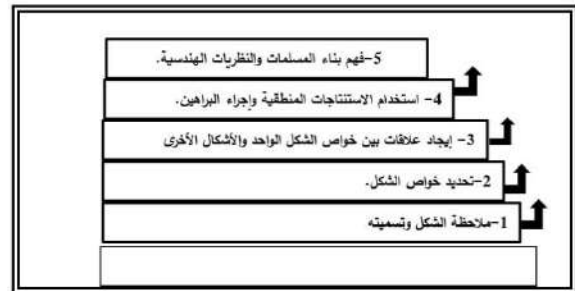 5-فهم بناء المسلمات والنظريات الهندسية.
4- استخدام الاستنتاجات المنطقية وإجراء البراهين.
3- إيجاد علاقات بين خواص الشكل الواحد والأشكال الأخرى
2-تحديد خواص الشكل.
1-ملاحظة الشكل وتسميته